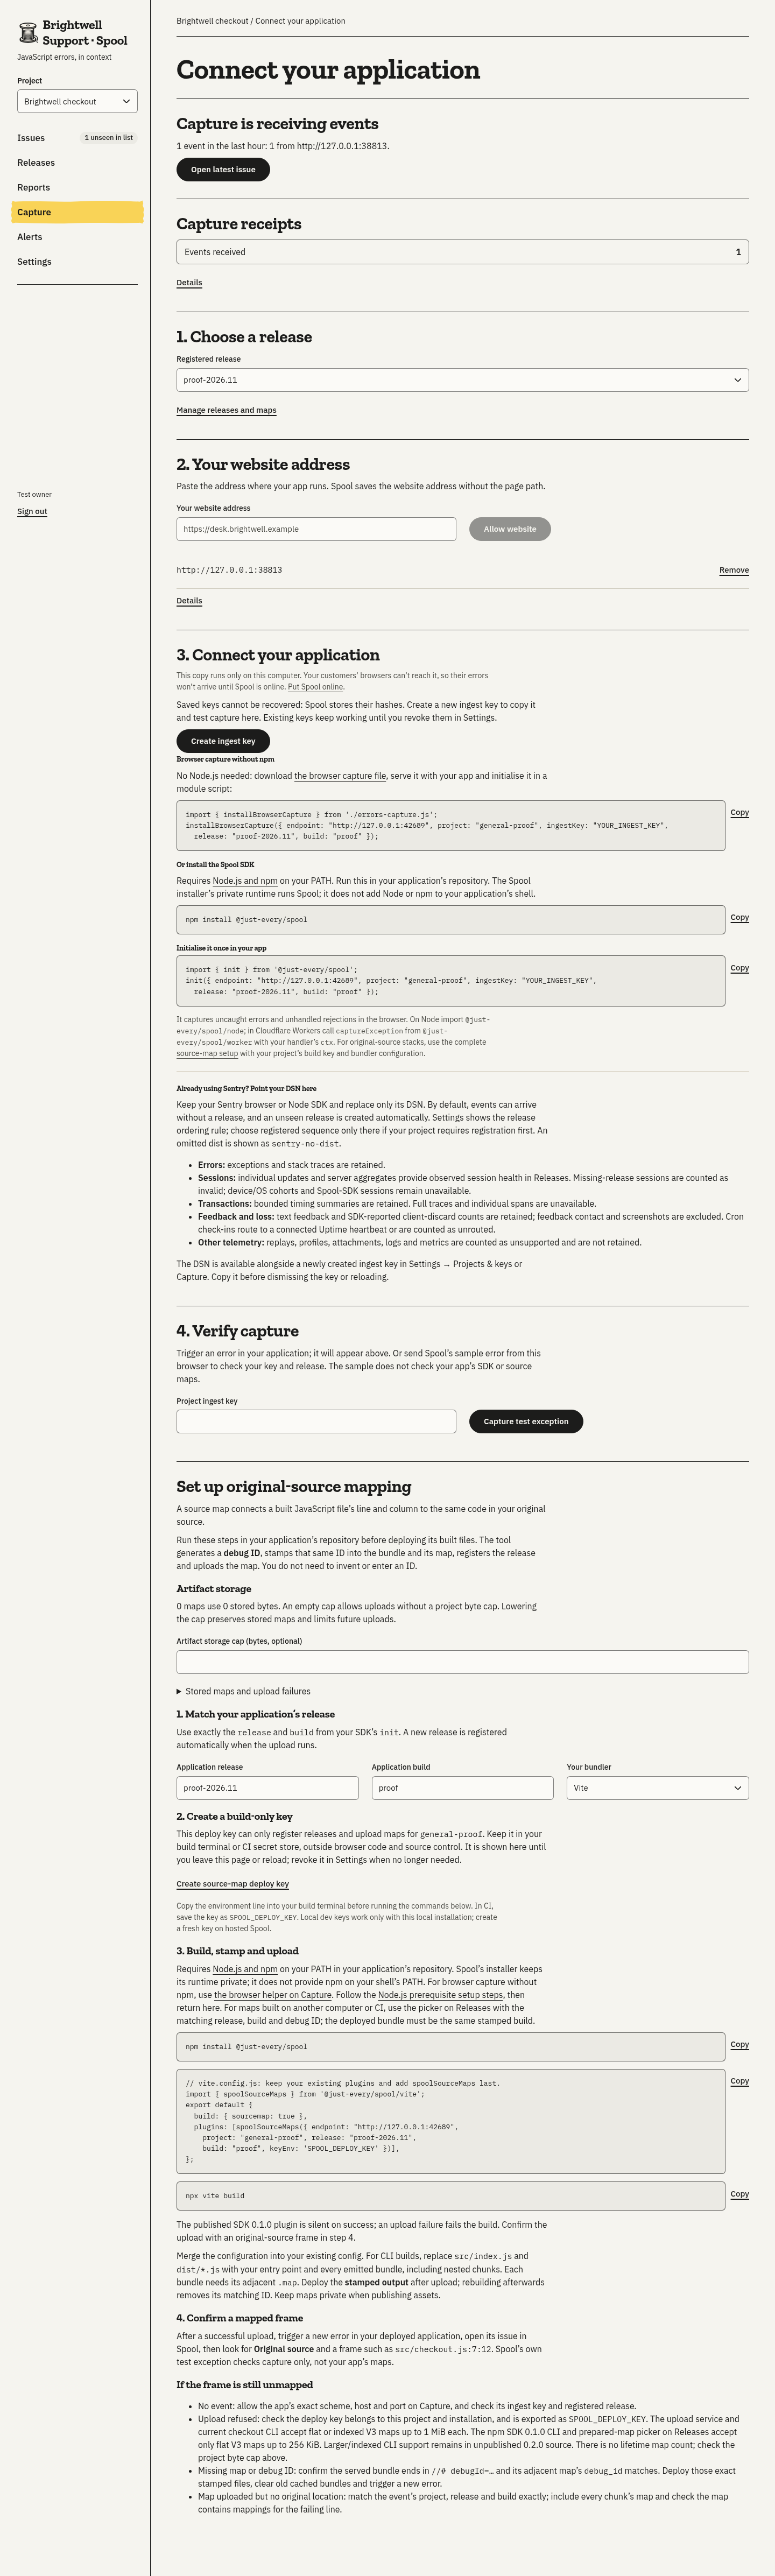 Brightwell
Support · Spool
JavaScript errors, in context
Project
Brightwell checkout
Issues
1 unseen in list
Releases
Reports
Capture
Alerts
Settings
Test owner
Sign out
Brightwell checkout / Connect your application
Connect your application
Capture is receiving events
1 event in the last hour: 1 from http://127.0.0.1:38813.
Open latest issue
Capture receipts
Events received 1
Details
1. Choose a release
Registered release
proof-2026.11
Manage releases and maps
2. Your website address
Paste the address where your app runs. Spool saves the website address without the page path.
Your website address
https://desk.brightwell.example
Allow website
http://127.0.0.1:38813
Remove
Details
3. Connect your application
This copy runs only on this computer. Your customers’ browsers can’t reach it, so their errors
won’t arrive until Spool is online. Put Spool online.
Saved keys cannot be recovered: Spool stores their hashes. Create a new ingest key to copy it
and test capture here. Existing keys keep working until you revoke them in Settings.
Create ingest key
Browser capture without npm
No Node.js needed: download the browser capture file, serve it with your app and initialise it in a
module script:
import { installBrowserCapture } from './errors-capture.js';
installBrowserCapture({ endpoint: "http://127.0.0.1:42689", project: "general-proof", ingestKey: "YOUR_INGEST_KEY",
  release: "proof-2026.11", build: "proof" });
Copy
Or install the Spool SDK
Requires Node.js and npm on your PATH. Run this in your application’s repository. The Spool
installer’s private runtime runs Spool; it does not add Node or npm to your application’s shell.
npm install @just-every/spool
Copy
Initialise it once in your app
import { init } from '@just-every/spool';
init({ endpoint: "http://127.0.0.1:42689", project: "general-proof", ingestKey: "YOUR_INGEST_KEY",
  release: "proof-2026.11", build: "proof" });
Copy
It captures uncaught errors and unhandled rejections in the browser. On Node import @just-
every/spool/node; in Cloudflare Workers call captureException from @just-
every/spool/worker with your handler’s ctx. For original-source stacks, use the complete
source-map setup with your project’s build key and bundler configuration.
Already using Sentry? Point your DSN here
Keep your Sentry browser or Node SDK and replace only its DSN. By default, events can arrive
without a release, and an unseen release is created automatically. Settings shows the release
ordering rule; choose registered sequence only there if your project requires registration first. An
omitted dist is shown as sentry-no-dist.
• Errors: exceptions and stack traces are retained.
• Sessions: individual updates and server aggregates provide observed session health in Releases. Missing-release sessions are counted as
invalid; device/OS cohorts and Spool-SDK sessions remain unavailable.
• Transactions: bounded timing summaries are retained. Full traces and individual spans are unavailable.
• Feedback and loss: text feedback and SDK-reported client-discard counts are retained; feedback contact and screenshots are excluded. Cron
check-ins route to a connected Uptime heartbeat or are counted as unrouted.
• Other telemetry: replays, profiles, attachments, logs and metrics are counted as unsupported and are not retained.
The DSN is available alongside a newly created ingest key in Settings → Projects & keys or
Capture. Copy it before dismissing the key or reloading.
4. Verify capture
Trigger an error in your application; it will appear above. Or send Spool’s sample error from this
browser to check your key and release. The sample does not check your app’s SDK or source
maps.
Project ingest key
Capture test exception
Set up original-source mapping
A source map connects a built JavaScript file’s line and column to the same code in your original
source.
Run these steps in your application’s repository before deploying its built files. The tool
generates a debug ID, stamps that same ID into the bundle and its map, registers the release
and uploads the map. You do not need to invent or enter an ID.
Artifact storage
0 maps use 0 stored bytes. An empty cap allows uploads without a project byte cap. Lowering
the cap preserves stored maps and limits future uploads.
Artifact storage cap (bytes, optional)
▶ Stored maps and upload failures
1. Match your application’s release
Use exactly the release and build from your SDK’s init. A new release is registered
automatically when the upload runs.
Application release
Application build
Your bundler
proof-2026.11
proof
Vite
2. Create a build-only key
This deploy key can only register releases and upload maps for general-proof. Keep it in your
build terminal or CI secret store, outside browser code and source control. It is shown here until
you leave this page or reload; revoke it in Settings when no longer needed.
Create source-map deploy key
Copy the environment line into your build terminal before running the commands below. In CI,
save the key as SPOOL_DEPLOY_KEY. Local dev keys work only with this local installation; create
a fresh key on hosted Spool.
3. Build, stamp and upload
Requires Node.js and npm on your PATH in your application’s repository. Spool’s installer keeps
its runtime private; it does not provide npm on your shell’s PATH. For browser capture without
npm, use the browser helper on Capture. Follow the Node.js prerequisite setup steps, then
return here. For maps built on another computer or CI, use the picker on Releases with the
matching release, build and debug ID; the deployed bundle must be the same stamped build.
npm install @just-every/spool
Copy
// vite.config.js: keep your existing plugins and add spoolSourceMaps last.
import { spoolSourceMaps } from '@just-every/spool/vite';
export default {
  build: { sourcemap: true },
  plugins: [spoolSourceMaps({ endpoint: "http://127.0.0.1:42689",
    project: "general-proof", release: "proof-2026.11",
    build: "proof", keyEnv: 'SPOOL_DEPLOY_KEY' })],
};
Copy
npx vite build
Copy
The published SDK 0.1.0 plugin is silent on success; an upload failure fails the build. Confirm the
upload with an original-source frame in step 4.
Merge the configuration into your existing config. For CLI builds, replace src/index.js and
dist/*.js with your entry point and every emitted bundle, including nested chunks. Each
bundle needs its adjacent .map. Deploy the stamped output after upload; rebuilding afterwards
removes its matching ID. Keep maps private when publishing assets.
4. Confirm a mapped frame
After a successful upload, trigger a new error in your deployed application, open its issue in
Spool, then look for Original source and a frame such as src/checkout.js:7:12. Spool’s own
test exception checks capture only, not your app’s maps.
If the frame is still unmapped
• No event: allow the app’s exact scheme, host and port on Capture, and check its ingest key and registered release.
• Upload refused: check the deploy key belongs to this project and installation, and is exported as SPOOL_DEPLOY_KEY. The upload service and
current checkout CLI accept flat or indexed V3 maps up to 1 MiB each. The npm SDK 0.1.0 CLI and prepared-map picker on Releases accept
only flat V3 maps up to 256 KiB. Larger/indexed CLI support remains in unpublished 0.2.0 source. There is no lifetime map count; check the
project byte cap above.
• Missing map or debug ID: confirm the served bundle ends in //# debugId=… and its adjacent map’s debug_id matches. Deploy those exact
stamped files, clear old cached bundles and trigger a new error.
• Map uploaded but no original location: match the event’s project, release and build exactly; include every chunk’s map and check the map
contains mappings for the failing line.